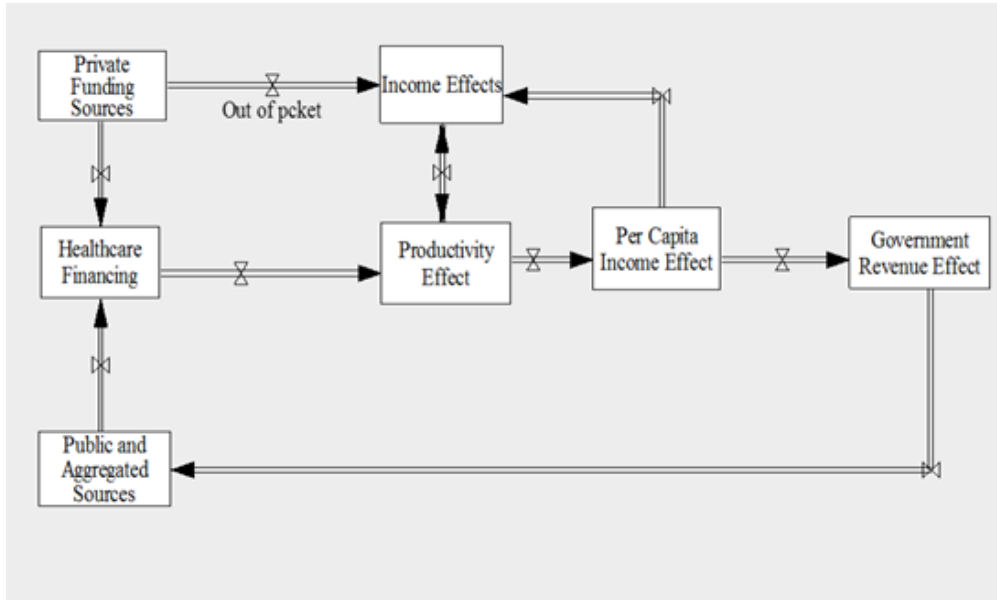 Private
Funding
Sources
Income Effects
Out of pcket
Healthcare
Financing
Productivity
Effect
Per Capita
Income Effect
Government
Revenue Effect
Public and
Aggregated
Sources